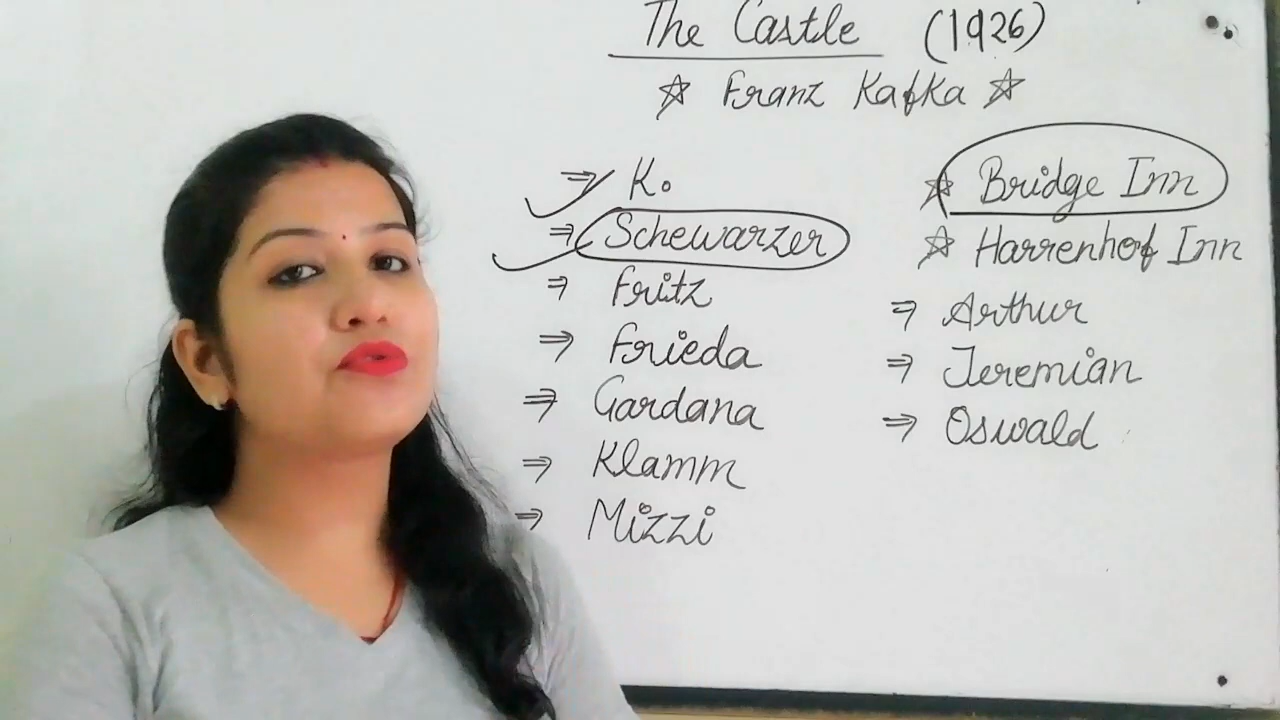 The Castle (1926)
☆ Franz Kafka ☆
⇒ K.
⇒ Schewarzer
⇒ Fritz
⇒ Frieda
⇒ Gardana
⇒ Klamm
⇒ Mizzi
☆ Bridge Inn
☆ Harrenhof Inn
⇒ Arthur
⇒ Jeremian
⇒ Oswald